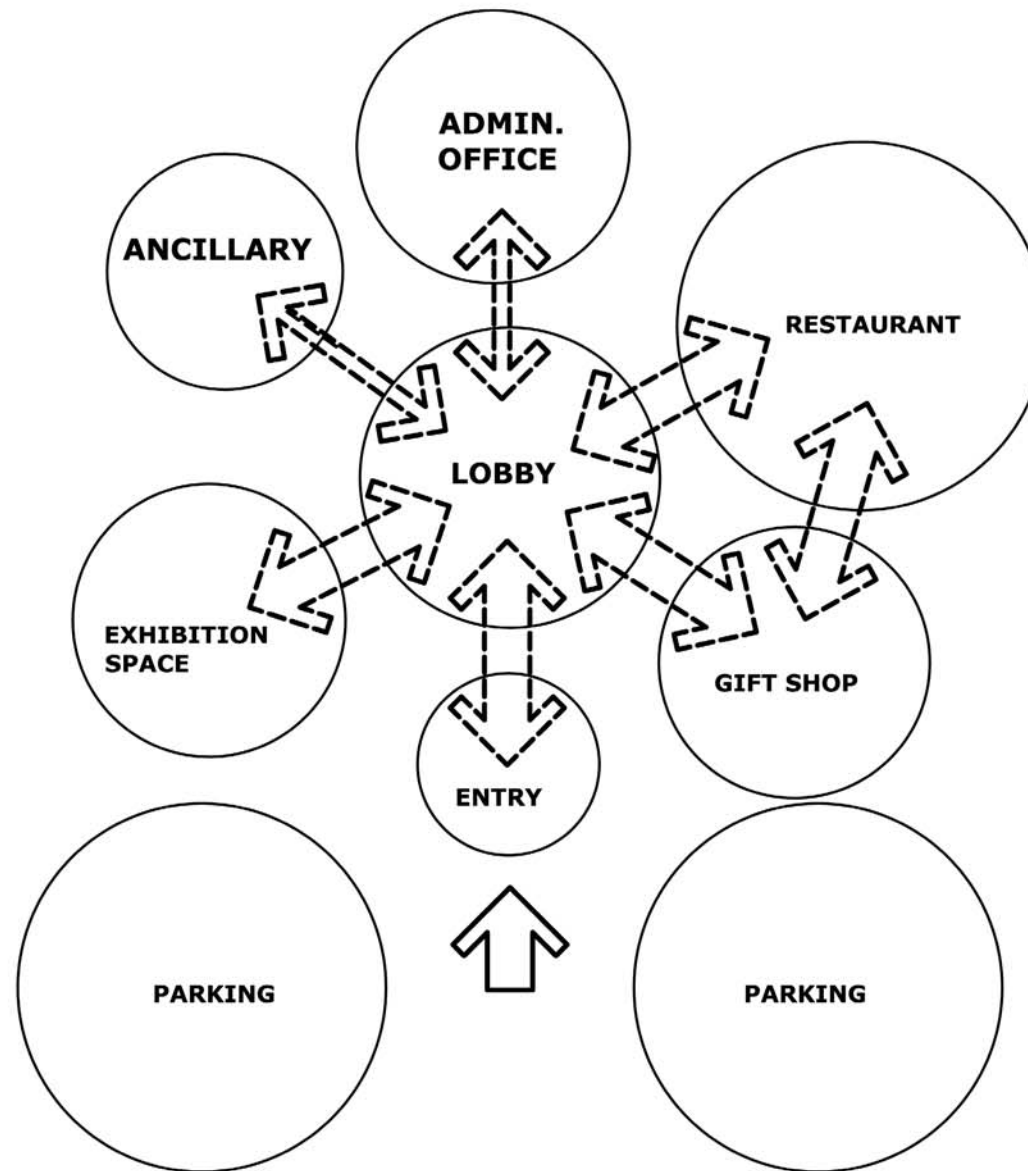 ADMIN.
OFFICE
ANCILLARY
RESTAURANT
LOBBY
EXHIBITION
SPACE
GIFT SHOP
ENTRY
PARKING
PARKING